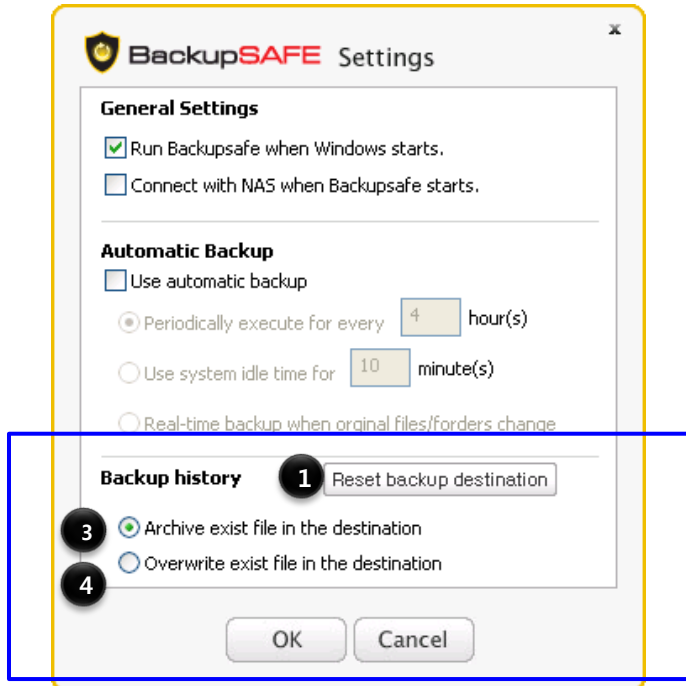 x
BackupSAFE Settings
General Settings
Run Backupsafe when Windows starts.
Connect with NAS when Backupsafe starts.
Automatic Backup
Use automatic backup
Periodically execute for every 4 hour(s)
Use system idle time for 10 minute(s)
Real-time backup when orginal files/forders change
Backup history 1 Reset backup destination
3 Archive exist file in the destination
4 Overwrite exist file in the destination
OK Cancel